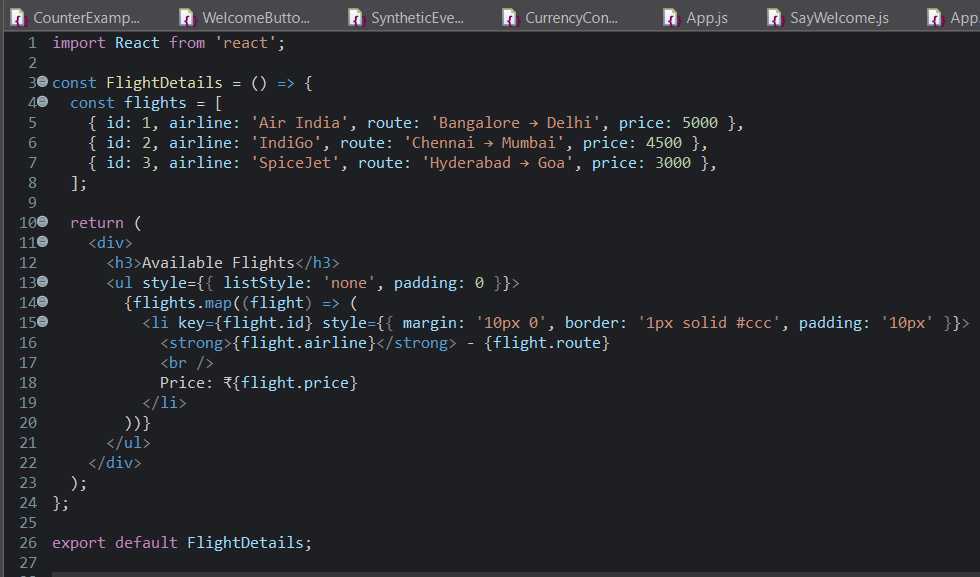 CounterExamp...
WelcomeButto...
SyntheticEve...
CurrencyCon...
App.js
SayWelcome.js
App.
1 import React from 'react';
2
3 const FlightDetails = () => {
4   const flights = [
5     { id: 1, airline: 'Air India', route: 'Bangalore → Delhi', price: 5000 },
6     { id: 2, airline: 'IndiGo', route: 'Chennai → Mumbai', price: 4500 },
7     { id: 3, airline: 'SpiceJet', route: 'Hyderabad → Goa', price: 3000 },
8   ];
9
10   return (
11     <div>
12       <h3>Available Flights</h3>
13       <ul style={{ listStyle: 'none', padding: 0 }}>
14         {flights.map((flight) => (
15           <li key={flight.id} style={{ margin: '10px 0', border: '1px solid #ccc', padding: '10px' }}>
16             <strong>{flight.airline}</strong> - {flight.route}
17             <br />
18             Price: ₹{flight.price}
19           </li>
20         ))}
21       </ul>
22     </div>
23   );
24 };
25
26 export default FlightDetails;
27